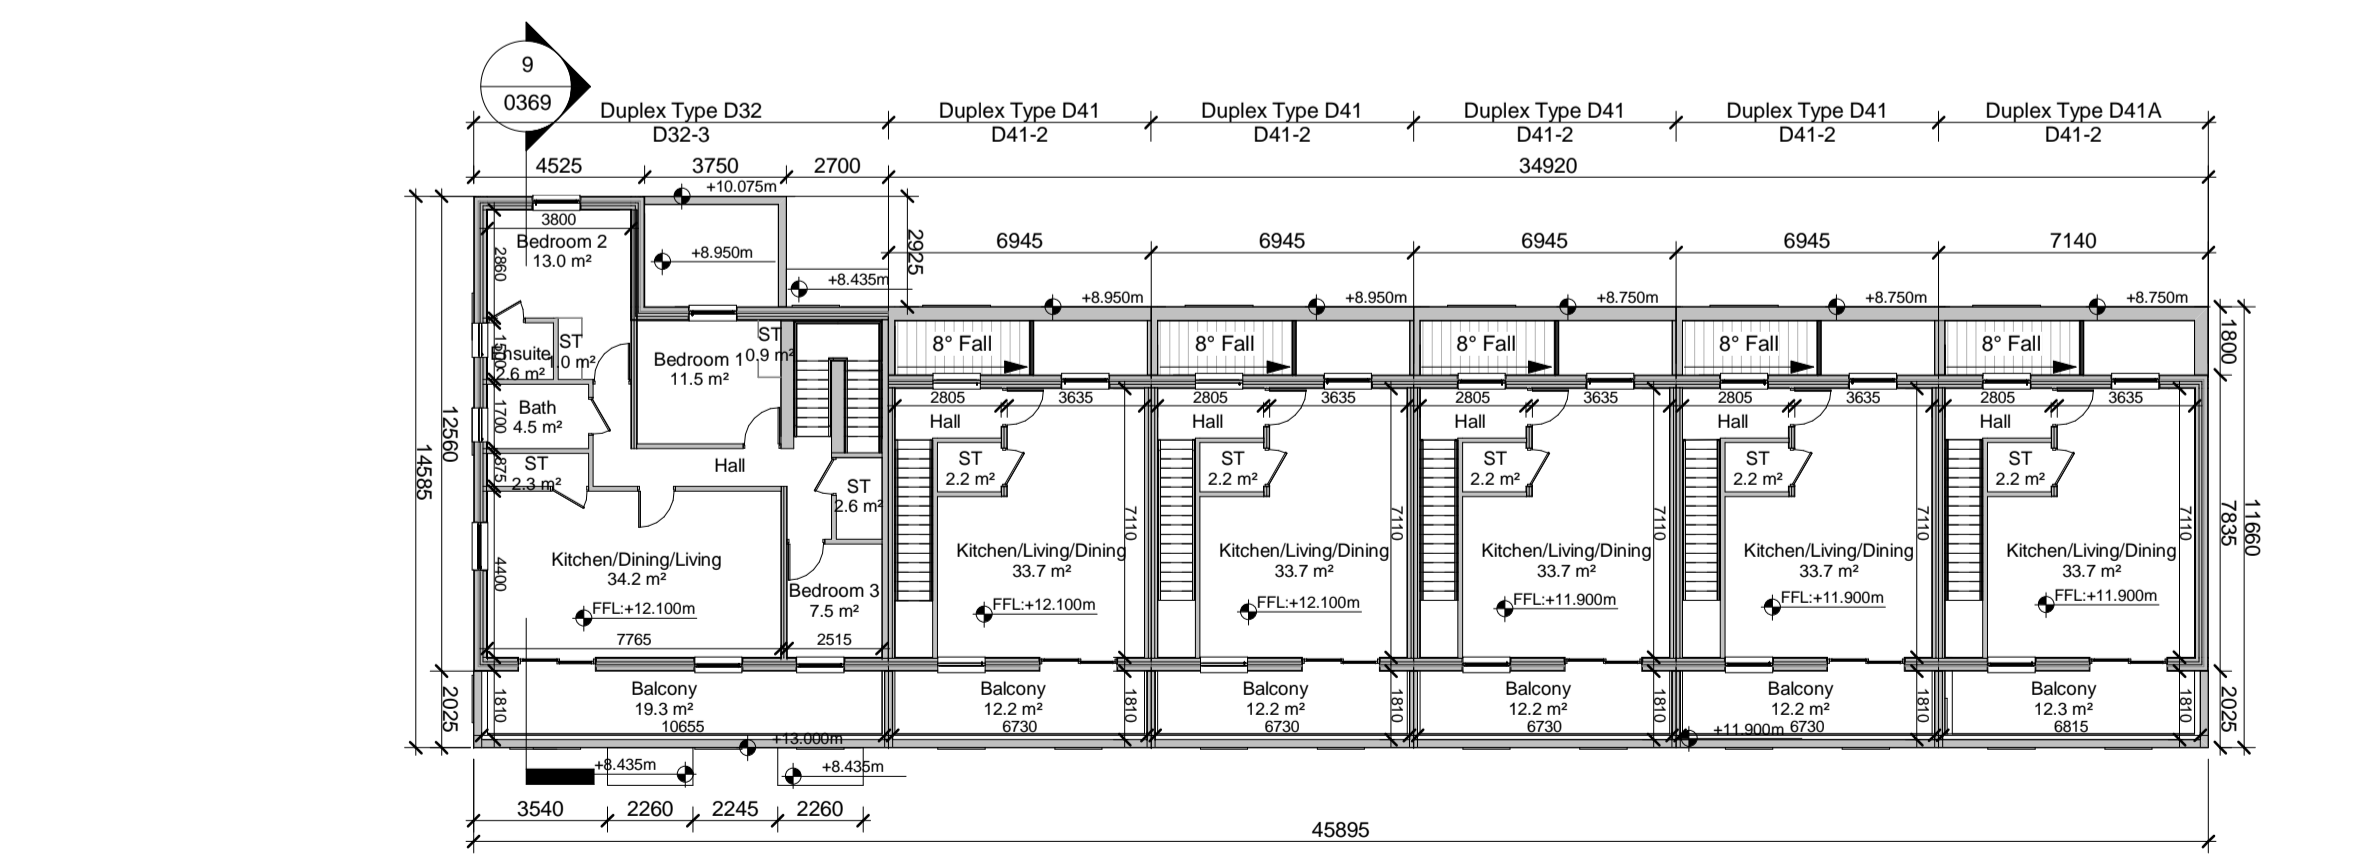 9
0369
Duplex Type D32
D32-3
Duplex Type D41
D41-2
Duplex Type D41
D41-2
Duplex Type D41
D41-2
Duplex Type D41
D41-2
Duplex Type D41A
D41-2
4525
3750
2700
34920
+10.075m
3800
Bedroom 2
13.0 m²
2860
+8.950m
+8.435m
2925
6945
6945
6945
6945
7140
+8.950m
+8.950m
+8.750m
+8.750m
+8.750m
8° Fall
8° Fall
8° Fall
8° Fall
8° Fall
1800
Ensuite
2.6 m²
1500
ST
1.0 m²
Bedroom 1
11.5 m²
ST
0.9 m²
2805
3635
2805
3635
2805
3635
2805
3635
2805
3635
Bath
4.5 m²
1700
Hall
Hall
Hall
Hall
Hall
12560
14585
ST
2.3 m²
875
Hall
ST
2.6 m²
ST
2.2 m²
ST
2.2 m²
ST
2.2 m²
ST
2.2 m²
ST
2.2 m²
7110
7110
7110
7110
7110
7835
11660
Kitchen/Dining/Living
34.2 m²
4400
FFL:+12.100m
Bedroom 3
7.5 m²
Kitchen/Living/Dining
33.7 m²
FFL:+12.100m
Kitchen/Living/Dining
33.7 m²
FFL:+12.100m
Kitchen/Living/Dining
33.7 m²
FFL:+11.900m
Kitchen/Living/Dining
33.7 m²
FFL:+11.900m
Kitchen/Living/Dining
33.7 m²
FFL:+11.900m
7765
2515
2025
1810
Balcony
19.3 m²
10655
Balcony
12.2 m²
6730
1810
Balcony
12.2 m²
6730
1810
Balcony
12.2 m²
6730
1810
Balcony
12.2 m²
6730
1810
Balcony
12.3 m²
6815
1810
2025
+13.000m
+11.900m
+8.435m
+8.435m
3540
2260
2245
2260
45895